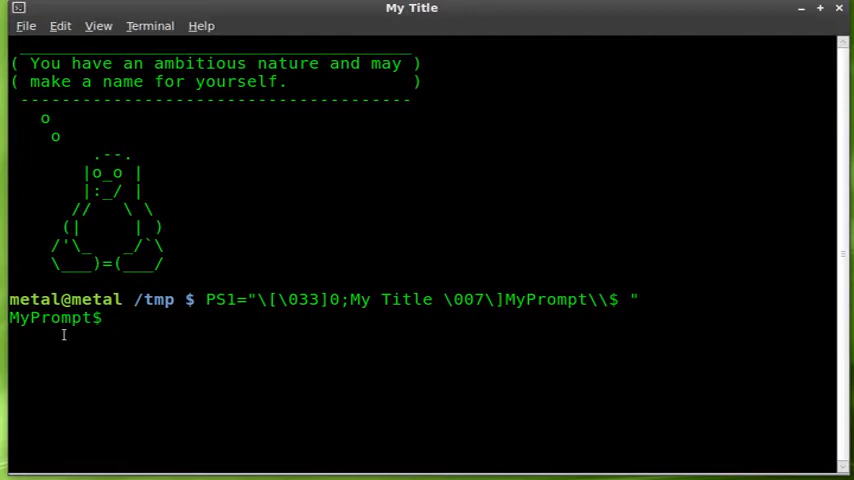 My Title
File Edit View Terminal Help
 _______________________________________
( You have an ambitious nature and may )
( make a name for yourself.            )
 ---------------------------------------
   o
    o
        .--.
       |o_o |
       |:_/ |
      //   \ \
     (|     | )
    /'\_   _/`\
    \___)=(___/
metal@metal /tmp $ PS1="\[\033]0;My Title \007\]MyPrompt\\$ "
MyPrompt$